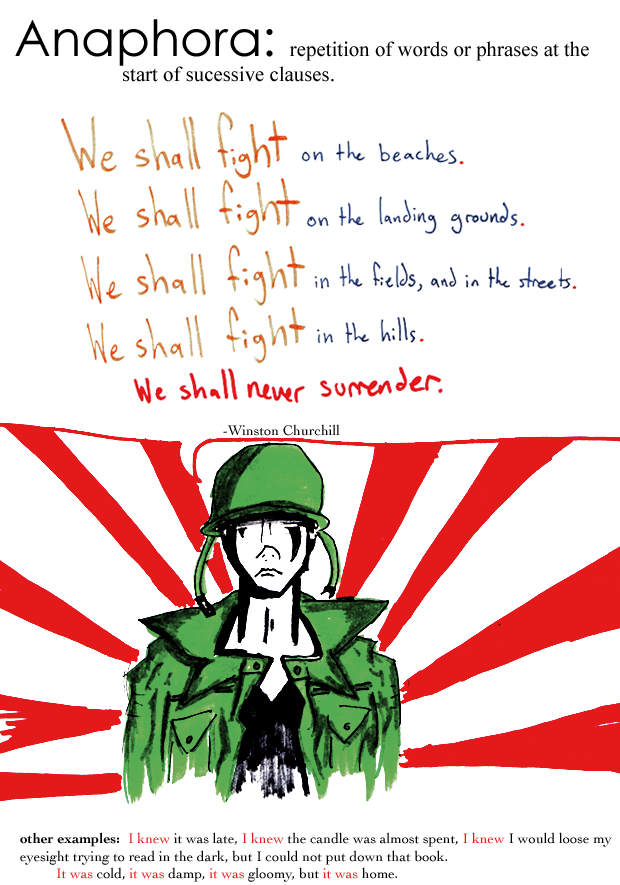 Anaphora: repetition of words or phrases at the
start of sucessive clauses.
We shall fight on the beaches.
We shall fight on the landing grounds.
We shall fight in the fields, and in the streets.
We shall fight in the hills.
We shall never surrender.
-Winston Churchill
other examples: I knew it was late, I knew the candle was almost spent, I knew I would loose my
eyesight trying to read in the dark, but I could not put down that book.
It was cold, it was damp, it was gloomy, but it was home.